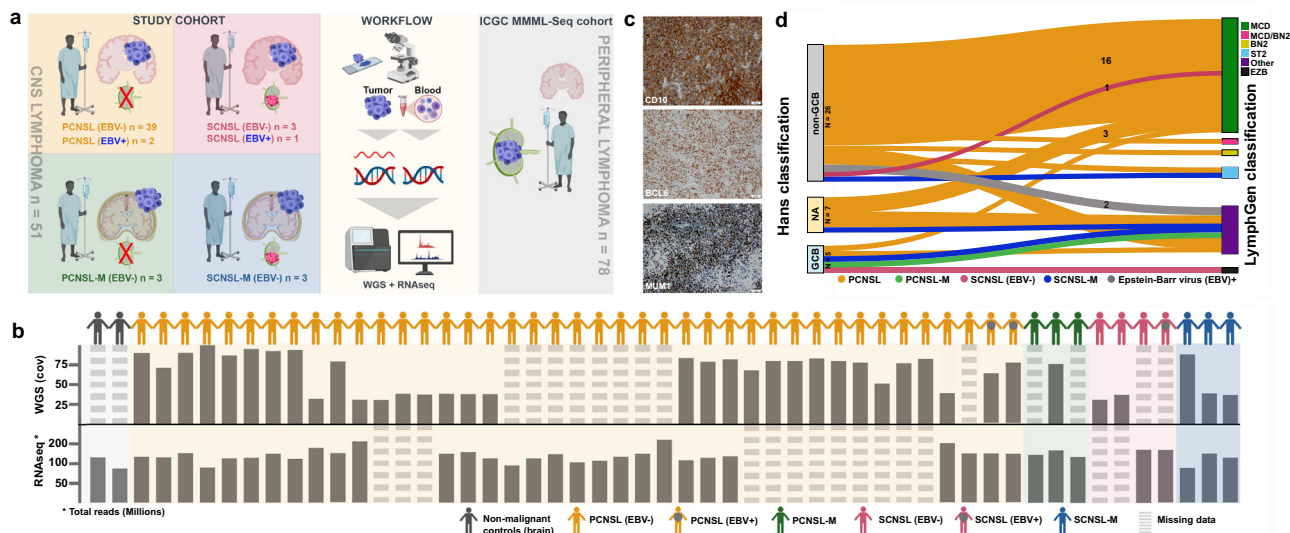 a
STUDY COHORT
WORKFLOW
ICGC MMML-Seq cohort
CNS LYMPHOMA n = 51
PCNSL (EBV-) n = 39
PCNSL (EBV+) n = 2
SCNSL (EBV-) n = 3
SCNSL (EBV+) n = 1
PCNSL-M (EBV-) n = 3
SCNSL-M (EBV-) n = 3
Tumor
Blood
WGS + RNAseq
PERIPHERAL LYMPHOMA n = 78
c
CD10
BCL6
MUM1
d
Hans classification
non-GCB
N = 26
NA
N = 7
GCB
N = 5
16
1
3
2
LymphGen classification
MCD
MCD/BN2
BN2
ST2
Other
EZB
PCNSL
PCNSL-M
SCNSL (EBV-)
SCNSL-M
Epstein-Barr virus (EBV)+
b
WGS (cov)
75
50
25
RNAseq *
200
100
50
* Total reads (Millions)
Non-malignant
controls (brain)
PCNSL (EBV-)
PCNSL (EBV+)
PCNSL-M
SCNSL (EBV-)
SCNSL (EBV+)
SCNSL-M
Missing data